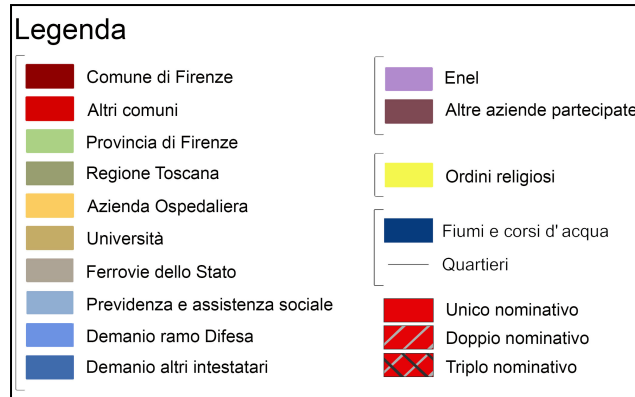 Legenda
Comune di Firenze
Altri comuni
Provincia di Firenze
Regione Toscana
Azienda Ospedaliera
Università
Ferrovie dello Stato
Previdenza e assistenza sociale
Demanio ramo Difesa
Demanio altri intestatari
Enel
Altre aziende partecipate
Ordini religiosi
Fiumi e corsi d' acqua
Quartieri
Unico nominativo
Doppio nominativo
Triplo nominativo